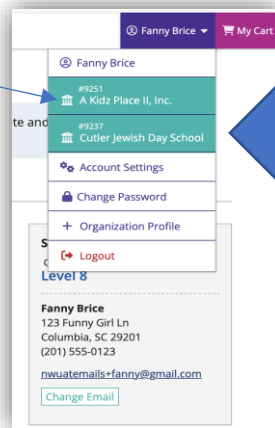 Fanny Brice
My Cart
Fanny Brice
#9251
A Kidz Place II, Inc.
te and
#9237
Cutler Jewish Day School
Account Settings
Change Password
+ Organization Profile
Logout
S
Level 8
Fanny Brice
123 Funny Girl Ln
Columbia, SC 29201
(201) 555-0123
nwuatemails+fanny@gmail.com
Change Email